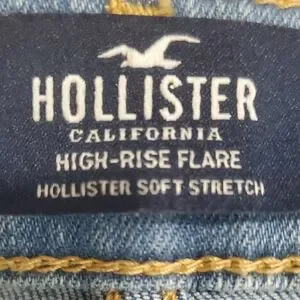 HOLLISTER
CALIFORNIA
HIGH-RISE FLARE
HOLLISTER SOFT STRETCH